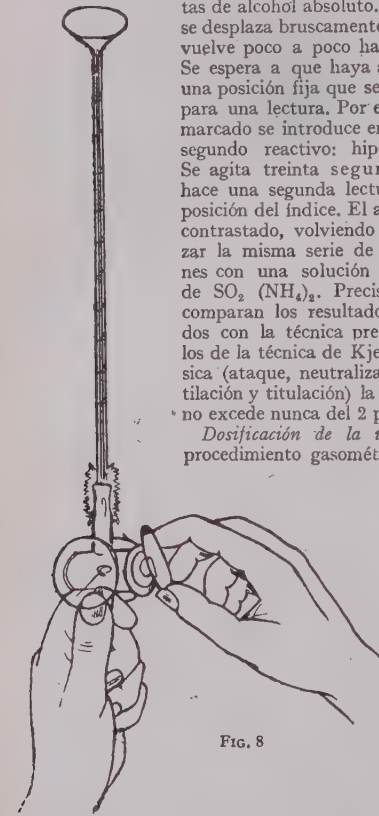 tas de alcohol absoluto.
se desplaza bruscamente
vuelve poco a poco ha
Se espera a que haya a
una posición fija que se
para una lectura. Por e
marcado se introduce en
segundo reactivo: hip
Se agita treinta segun
hace una segunda lectu
posición del índice. El a
contrastado, volviendo
zar la misma serie de
nes con una solución
de SO₂ (NH₄)₂. Precis
comparan los resultado
dos con la técnica pre
los de la técnica de Kje
sica (ataque, neutraliza
tilación y titulación) la
no excede nunca del 2 p
Dosificación de la
procedimiento gasomét
FIG. 8